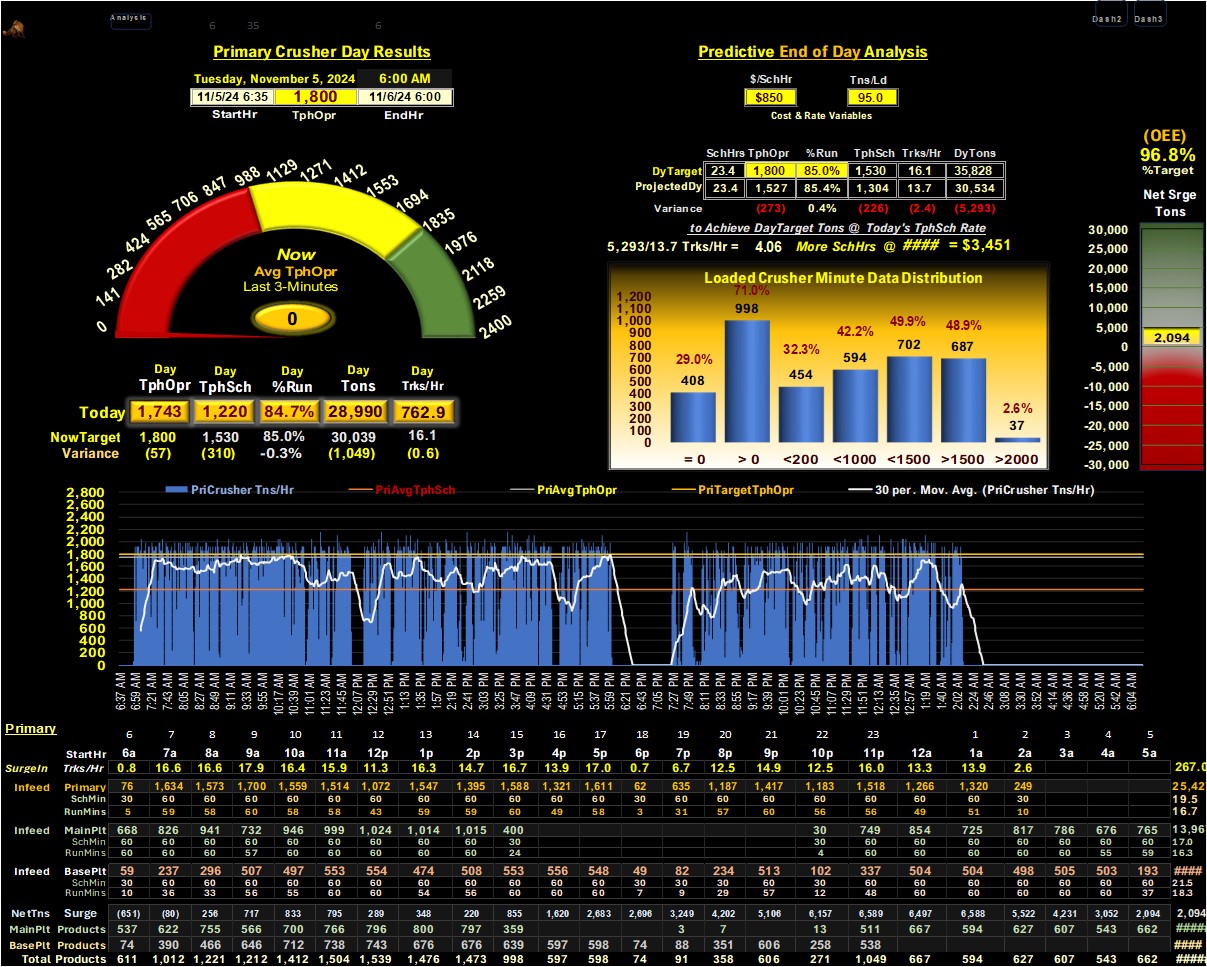 Analysis 6 35 6 Dash2 Dash3
Primary Crusher Day Results
Tuesday, November 5, 2024 6:00 AM
11/5/24 6:35 1,800 11/6/24 6:00
StartHr TphOpr EndHr
0 141 282 424 565 706 847 988 1129 1271 1412 1553 1694 1835 1976 2118 2259 2400
Now
Avg TphOpr
Last 3-Minutes
0
Day Day Day Day Day
TphOpr TphSch %Run Tons Trks/Hr
Today 1,743 1,220 84.7% 28,990 762.9
NowTarget 1,800 1,530 85.0% 30,039 16.1
Variance (57) (310) -0.3% (1,049) (0.6)
Predictive End of Day Analysis
$/SchHr Tns/Ld
$850 95.0
Cost & Rate Variables
SchHrs TphOpr %Run TphSch Trks/Hr DyTons
DyTarget 23.4 1,800 85.0% 1,530 16.1 35,828
ProjectedDy 23.4 1,527 85.4% 1,304 13.7 30,534
Variance (273) 0.4% (226) (2.4) (5,293)
to Achieve DayTarget Tons @ Today's TphSch Rate
5,293/13.7 Trks/Hr = 4.06 More SchHrs @ #### = $3,451
Loaded Crusher Minute Data Distribution
1,200
1,100
1,000
900
800
700
600
500
400
300
200
100
0
29.0% 71.0% 32.3% 42.2% 49.9% 48.9% 2.6%
408 998 454 594 702 687 37
= 0 > 0 <200 <1000 <1500 >1500 >2000
(OEE)
96.8%
%Target
Net Srge
Tons
30,000
25,000
20,000
15,000
10,000
5,000
2,094
0
-5,000
-10,000
-15,000
-20,000
-25,000
-30,000
PriCrusher Tns/Hr PriAvgTphSch PriAvgTphOpr PriTargetTphOpr 30 per. Mov. Avg. (PriCrusher Tns/Hr)
2,800
2,600
2,400
2,200
2,000
1,800
1,600
1,400
1,200
1,000
800
600
400
200
0
6:37 AM 6:59 AM 7:21 AM 7:43 AM 8:05 AM 8:27 AM 8:49 AM 9:11 AM 9:33 AM 9:55 AM 10:17 AM 10:39 AM 11:01 AM 11:23 AM 11:45 AM 12:07 PM 12:29 PM 12:51 PM 1:13 PM 1:35 PM 1:57 PM 2:19 PM 2:41 PM 3:03 PM 3:25 PM 3:47 PM 4:09 PM 4:31 PM 4:53 PM 5:15 PM 5:37 PM 5:59 PM 6:21 PM 6:43 PM 7:05 PM 7:27 PM 7:49 PM 8:11 PM 8:33 PM 8:55 PM 9:17 PM 9:39 PM 10:01 PM 10:23 PM 10:45 PM 11:07 PM 11:29 PM 11:51 PM 12:13 AM 12:35 AM 12:57 AM 1:19 AM 1:40 AM 2:02 AM 2:24 AM 2:46 AM 3:08 AM 3:30 AM 3:52 AM 4:14 AM 4:36 AM 4:58 AM 5:20 AM 5:42 AM 6:04 AM
Primary 6 7 8 9 10 11 12 13 14 15 16 17 18 19 20 21 22 23 1 2 3 4 5
StartHr 6a 7a 8a 9a 10a 11a 12p 1p 2p 3p 4p 5p 6p 7p 8p 9p 10p 11p 12a 1a 2a 3a 4a 5a
SurgeIn Trks/Hr 0.8 16.6 16.6 17.9 16.4 15.9 11.3 16.3 14.7 16.7 13.9 17.0 0.7 6.7 12.5 14.9 12.5 16.0 13.3 13.9 2.6 267.0
Infeed Primary 76 1,634 1,573 1,700 1,559 1,514 1,072 1,547 1,395 1,588 1,321 1,611 62 635 1,187 1,417 1,183 1,518 1,266 1,320 249 25,42
SchMin 30 60 60 60 60 60 60 60 60 60 60 60 60 60 60 60 60 60 60 60 30 19.5
RunMins 5 59 58 60 58 58 43 59 59 60 49 58 3 31 57 60 56 56 49 51 10 16.7
Infeed MainPlt 668 826 941 732 946 999 1,024 1,014 1,015 400 30 749 854 725 817 786 676 765 13,967
SchMin 60 60 60 60 60 60 60 60 60 30 30 60 60 60 60 60 60 60 17.0
RunMins 60 60 60 57 60 60 60 60 60 24 4 60 60 60 60 60 55 59 16.3
Infeed BasePlt 59 237 296 507 497 553 554 474 508 553 556 548 49 82 234 513 102 337 504 504 498 505 503 193 ####
SchMin 30 60 60 60 60 60 60 60 60 60 60 60 30 30 30 60 30 60 60 60 60 60 60 60 21.5
RunMins 10 36 33 56 55 60 60 54 56 60 60 60 7 9 29 57 12 48 60 60 60 60 60 37 18.3
NetTns Surge (651) (80) 256 717 833 795 289 348 220 855 1,620 2,683 2,696 3,249 4,202 5,106 6,157 6,589 6,497 6,588 5,522 4,231 3,052 2,094 2,094
MainPlt Products 537 622 755 566 700 766 796 800 797 359 3 7 13 511 667 594 627 607 543 662 ####
BasePlt Products 74 390 466 646 712 738 743 676 676 639 597 598 74 88 351 606 258 538 ####
Total Products 611 1,012 1,221 1,212 1,412 1,504 1,539 1,476 1,473 998 597 598 74 91 358 606 271 1,049 667 594 627 607 543 662 ####